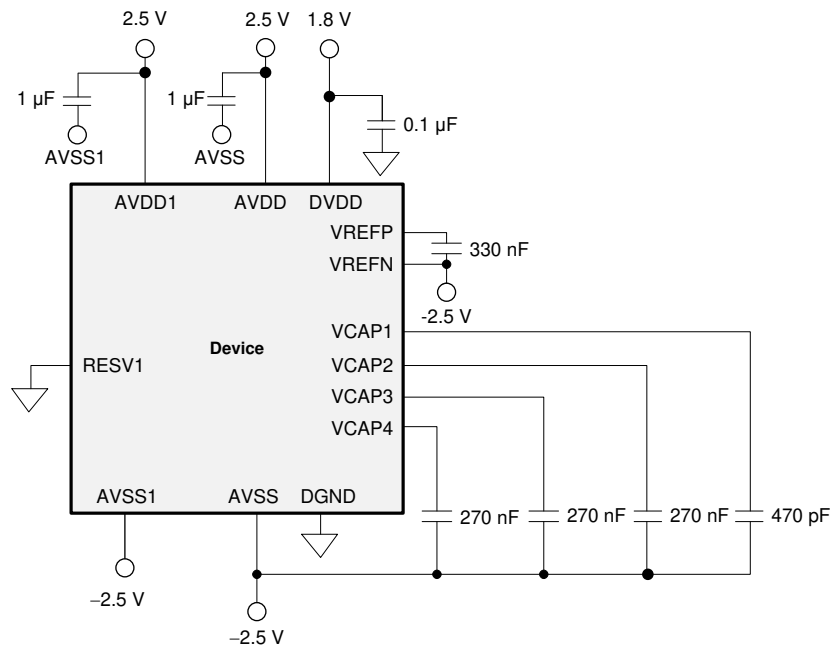 2.5 V
2.5 V
1.8 V
1 µF
1 µF
0.1 µF
AVSS1
AVSS
AVDD1
AVDD
DVDD
VREFP
330 nF
VREFN
-2.5 V
VCAP1
Device
RESV1
VCAP2
VCAP3
VCAP4
AVSS1
AVSS
DGND
270 nF
270 nF
270 nF
470 pF
–2.5 V
–2.5 V